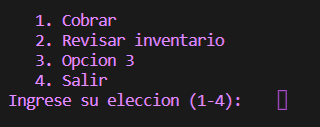 1. Cobrar
2. Revisar inventario
3. Opcion 3
4. Salir
Ingrese su eleccion (1-4):